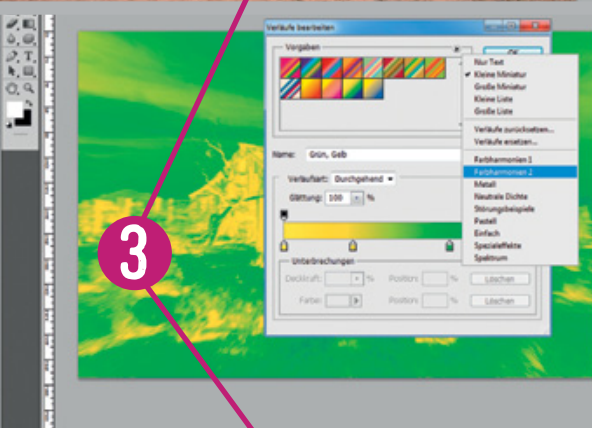 Verläufe bearbeiten
Vorgaben
OK
Nur Text
Kleine Miniatur
Große Miniatur
Kleine Liste
Große Liste
Verläufe zurücksetzen...
Verläufe ersetzen...
Farbharmonien 1
Farbharmonien 2
Metall
Neutrale Dichte
Störungsbeispiele
Pastell
Einfach
Spezialeffekte
Spektrum
Name: Grün, Gelb
Verlaufsart: Durchgehend
Glättung: 100 %
3
Unterbrechungen
Deckkraft: % Position: % Löschen
Farbe: Position: % Löschen